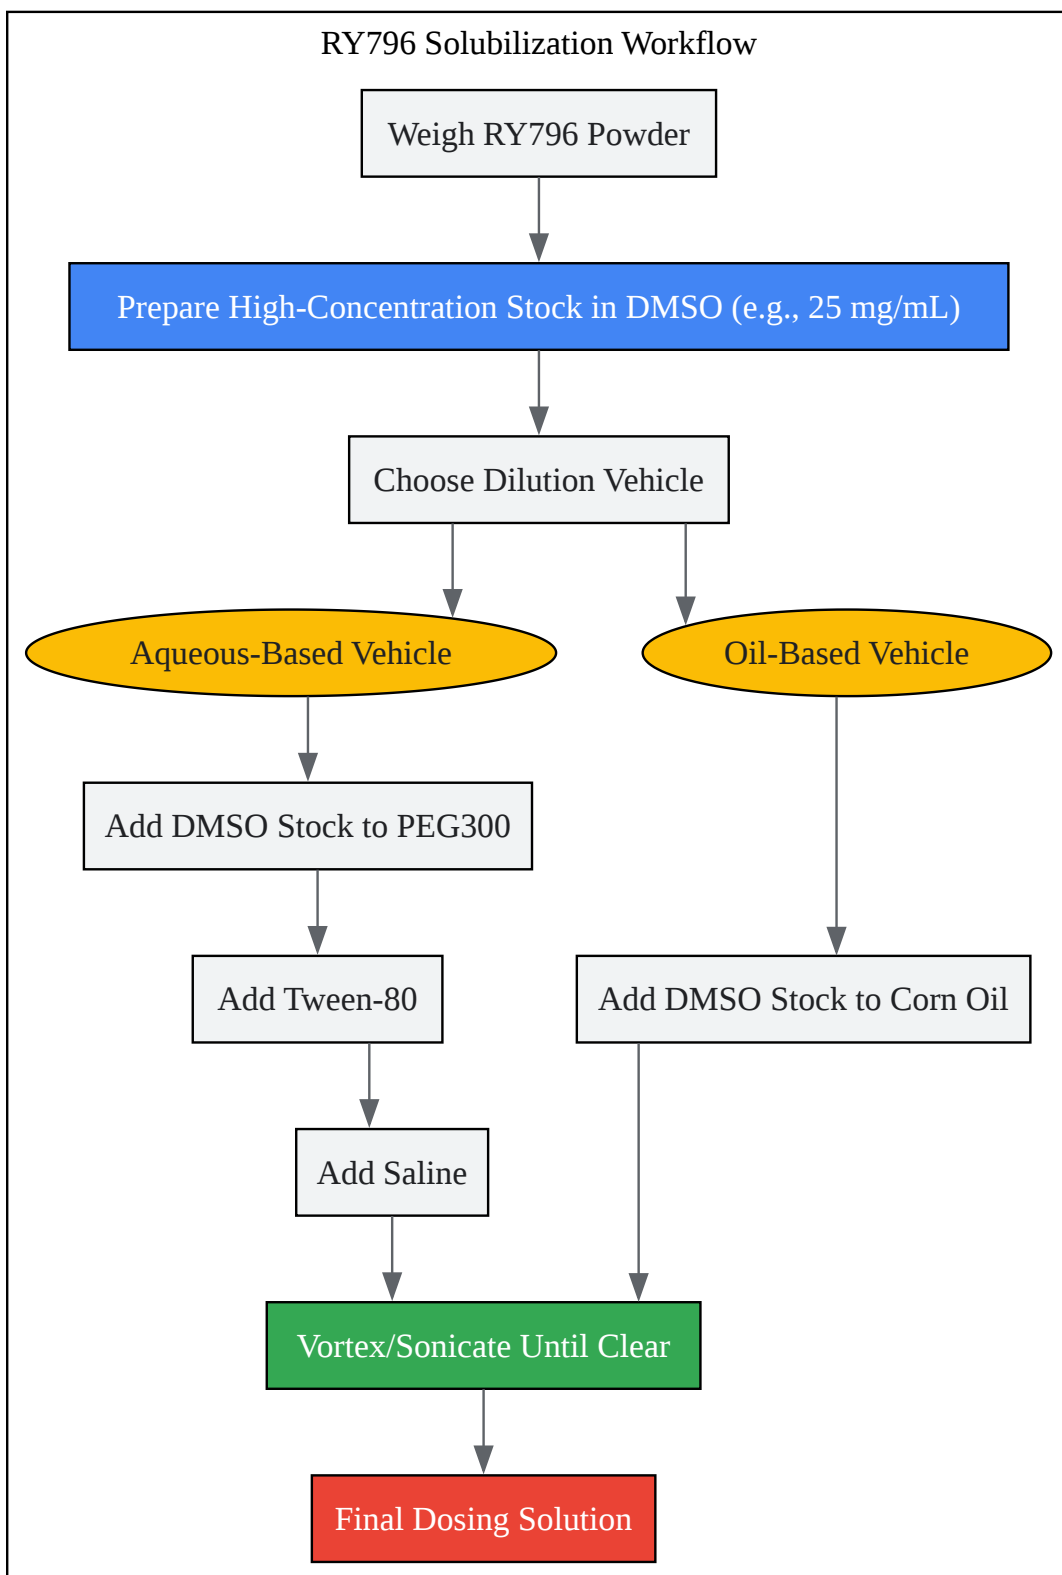 RY796 Solubilization Workflow
Weigh RY796 Powder
Prepare High-Concentration Stock in DMSO (e.g., 25 mg/mL)
Choose Dilution Vehicle
Aqueous-Based Vehicle
Oil-Based Vehicle
Add DMSO Stock to PEG300
Add Tween-80
Add DMSO Stock to Corn Oil
Add Saline
Vortex/Sonicate Until Clear
Final Dosing Solution